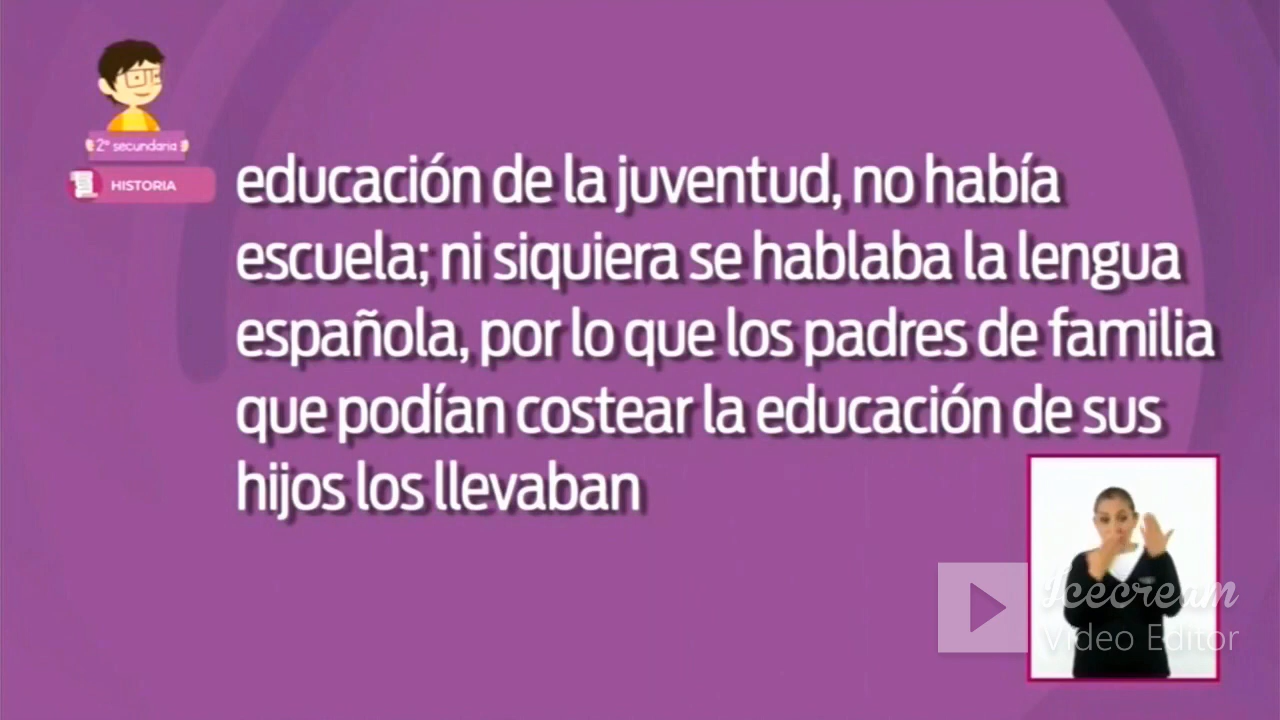 2° secundaria
HISTORIA
educación de la juventud, no había
escuela; ni siquiera se hablaba la lengua
española, por lo que los padres de familia
que podían costear la educación de sus
hijos los llevaban
Icecream
Video Editor